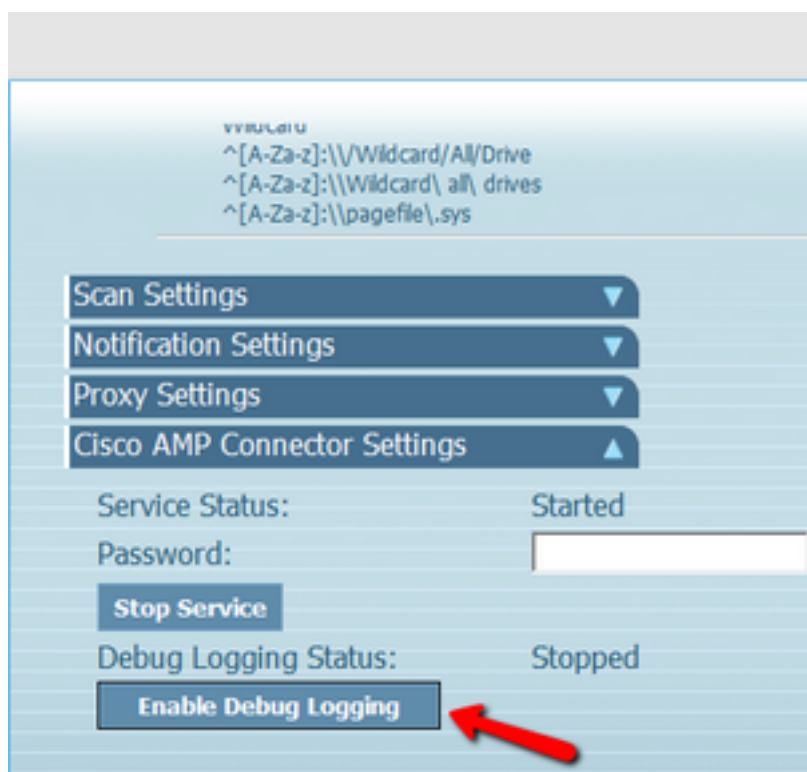 Wildcard
^[A-Za-z]:\\/Wildcard/All/Drive
^[A-Za-z]:\\Wildcard\ all\ drives
^[A-Za-z]:\\pagefile\.sys
Scan Settings
Notification Settings
Proxy Settings
Cisco AMP Connector Settings
Service Status: Started
Password:
Stop Service
Debug Logging Status: Stopped
Enable Debug Logging